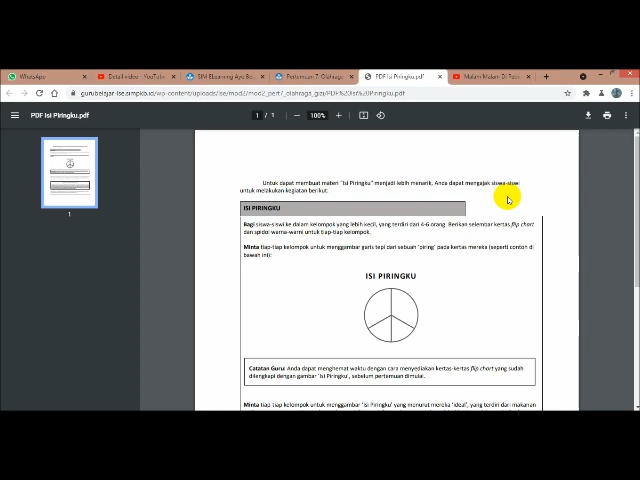 WhatsApp
Detail video - YouTube
SIM ELearning Ayo Be
Pertemuan 7: Olahraga
PDF Isi Piringku.pdf
Malam Malam Di Pos
gurubelajar-lse.simpkb.id/wp-content/uploads/lse/mod2/mod2_pert7_olahraga_gizi/PDF%20Isi%20Piringku.pdf
PDF Isi Piringku.pdf
1 / 1
100%
1
Untuk dapat membuat materi "Isi Piringku" menjadi lebih menarik, Anda dapat mengajak siswa-siswi
untuk melakukan kegiatan berikut:
ISI PIRINGKU
Bagi siswa-siswi ke dalam kelompok yang lebih kecil, yang terdiri dari 4-6 orang. Berikan selembar kertas flip chart
dan spidol warna-warni untuk tiap-tiap kelompok.
Minta tiap-tiap kelompok untuk menggambar garis tepi dari sebuah 'piring' pada kertas mereka (seperti contoh di
bawah ini):
ISI PIRINGKU
Catatan Guru: Anda dapat menghemat waktu dengan cara menyediakan kertas-kertas flip chart yang sudah
dilengkapi dengan gambar 'Isi Piringku', sebelum pertemuan dimulai.
Minta tiap-tiap kelompok untuk menggambar 'Isi Piringku' yang menurut mereka 'ideal', yang terdiri dari makanan